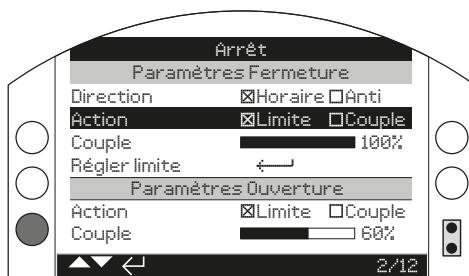 Arrêt
Paramètres Fermeture
Direction ☒Horaire ☐Anti
Action ☒Limite ☐Couple
Couple 100%
Régler limite
Paramètres Ouverture
Action ☒Limite ☐Couple
Couple 60%
2/12